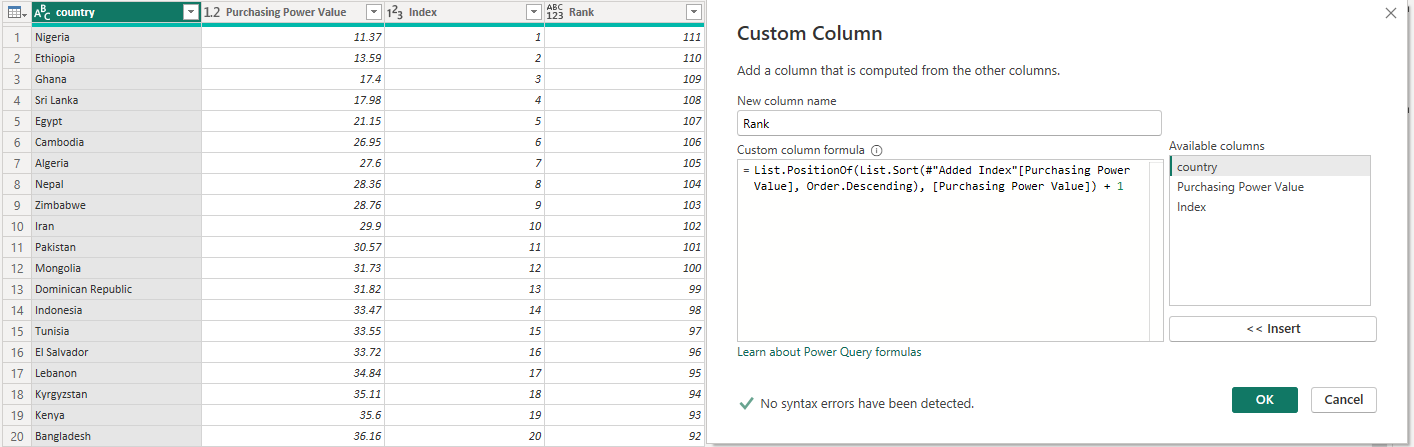 ABC country 1.2 Purchasing Power Value 123 Index ABC123 Rank
1 Nigeria 11.37 1 111
2 Ethiopia 13.59 2 110
3 Ghana 17.4 3 109
4 Sri Lanka 17.98 4 108
5 Egypt 21.15 5 107
6 Cambodia 26.95 6 106
7 Algeria 27.6 7 105
8 Nepal 28.36 8 104
9 Zimbabwe 28.76 9 103
10 Iran 29.9 10 102
11 Pakistan 30.57 11 101
12 Mongolia 31.73 12 100
13 Dominican Republic 31.82 13 99
14 Indonesia 33.47 14 98
15 Tunisia 33.55 15 97
16 El Salvador 33.72 16 96
17 Lebanon 34.84 17 95
18 Kyrgyzstan 35.11 18 94
19 Kenya 35.6 19 93
20 Bangladesh 36.16 20 92
Custom Column
Add a column that is computed from the other columns.
New column name
Rank
Custom column formula
= List.PositionOf(List.Sort(#"Added Index"[Purchasing Power
Value], Order.Descending), [Purchasing Power Value]) + 1
Available columns
country
Purchasing Power Value
Index
<< Insert
Learn about Power Query formulas
No syntax errors have been detected.
OK
Cancel